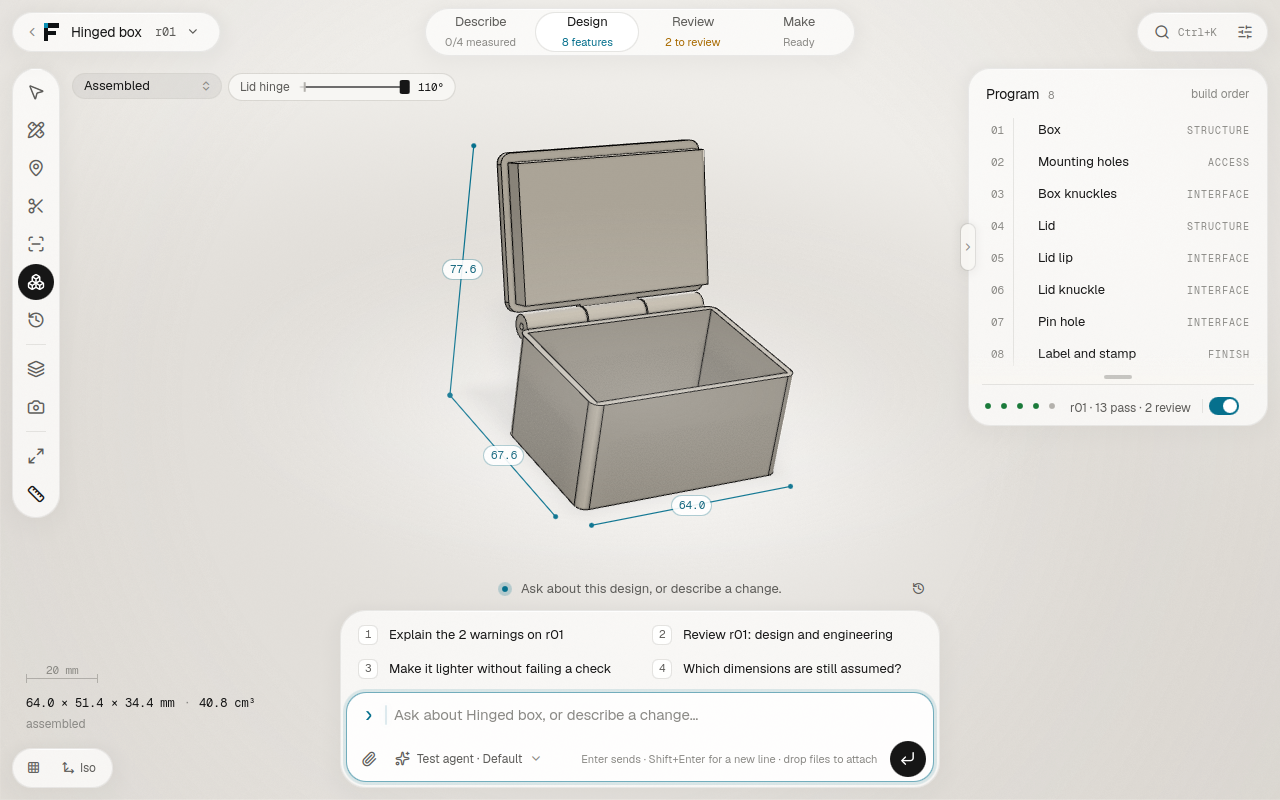 Hinged box r01
Describe
0/4 measured
Design
8 features
Review
2 to review
Make
Ready
Ctrl+K
Assembled
Lid hinge 110°
Program 8 build order
01 Box STRUCTURE
02 Mounting holes ACCESS
03 Box knuckles INTERFACE
04 Lid STRUCTURE
05 Lid lip INTERFACE
06 Lid knuckle INTERFACE
07 Pin hole INTERFACE
08 Label and stamp FINISH
r01 · 13 pass · 2 review
77.6
67.6
64.0
Ask about this design, or describe a change.
1 Explain the 2 warnings on r01
2 Review r01: design and engineering
3 Make it lighter without failing a check
4 Which dimensions are still assumed?
Ask about Hinged box, or describe a change…
Test agent · Default
Enter sends · Shift+Enter for a new line · drop files to attach
20 mm
64.0 × 51.4 × 34.4 mm · 40.8 cm³
assembled
Iso